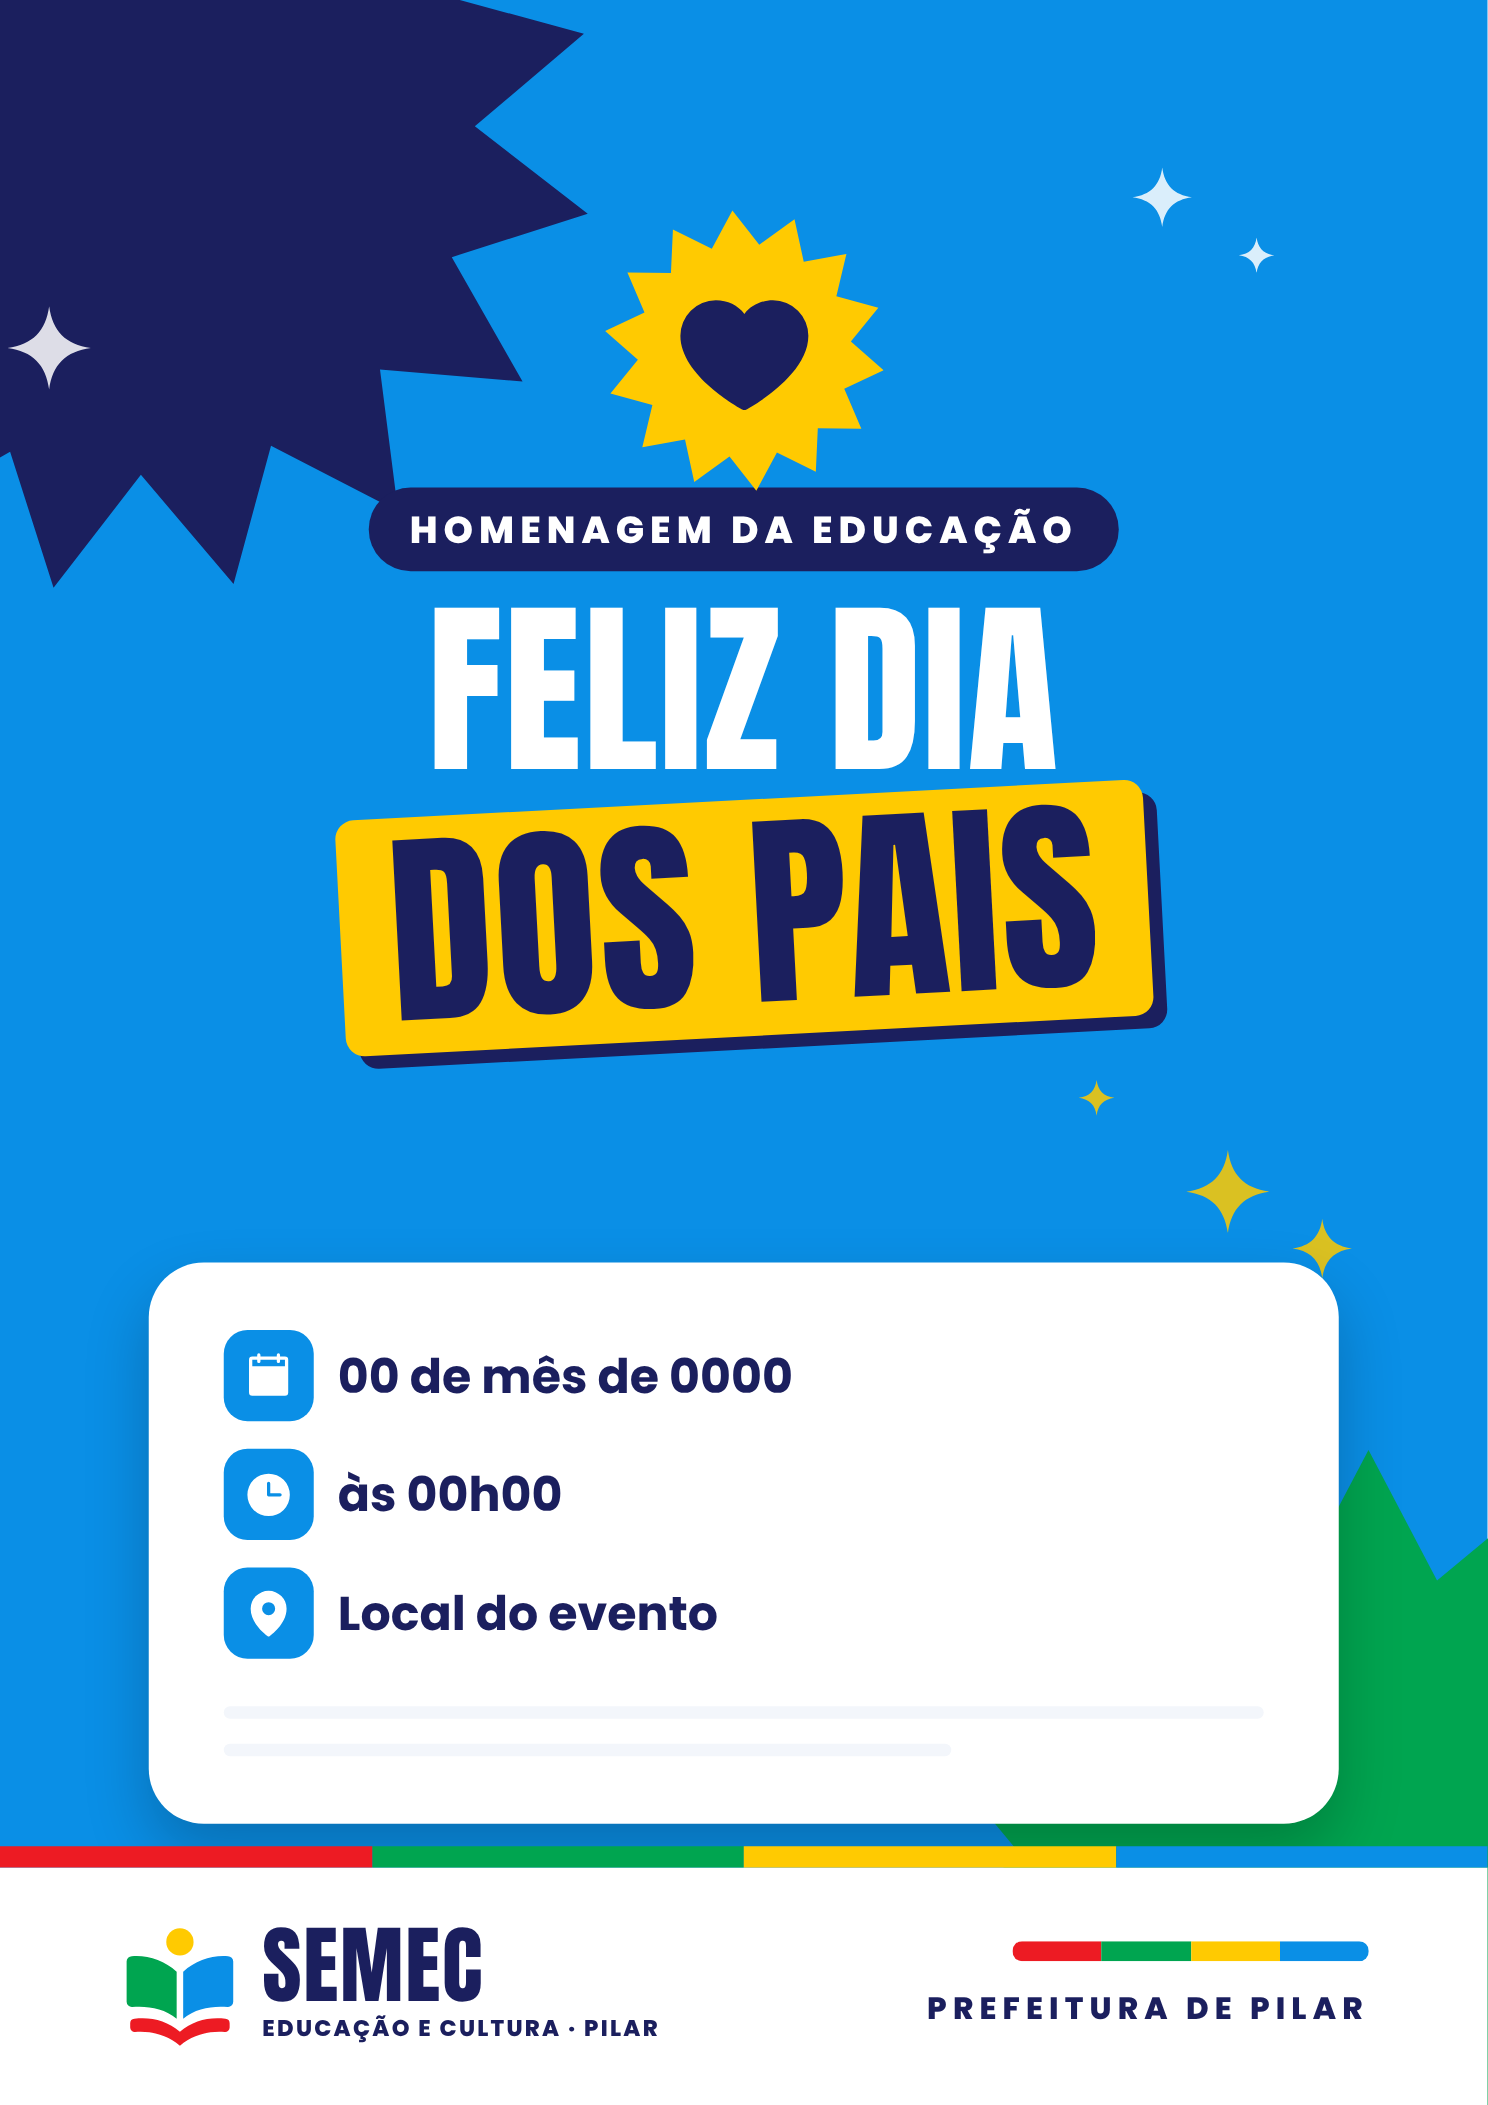 HOMENAGEM DA EDUCAÇÃO
FELIZ DIA
DOS PAIS
00 de mês de 0000
às 00h00
Local do evento
SEMEC
EDUCAÇÃO E CULTURA · PILAR
PREFEITURA DE PILAR